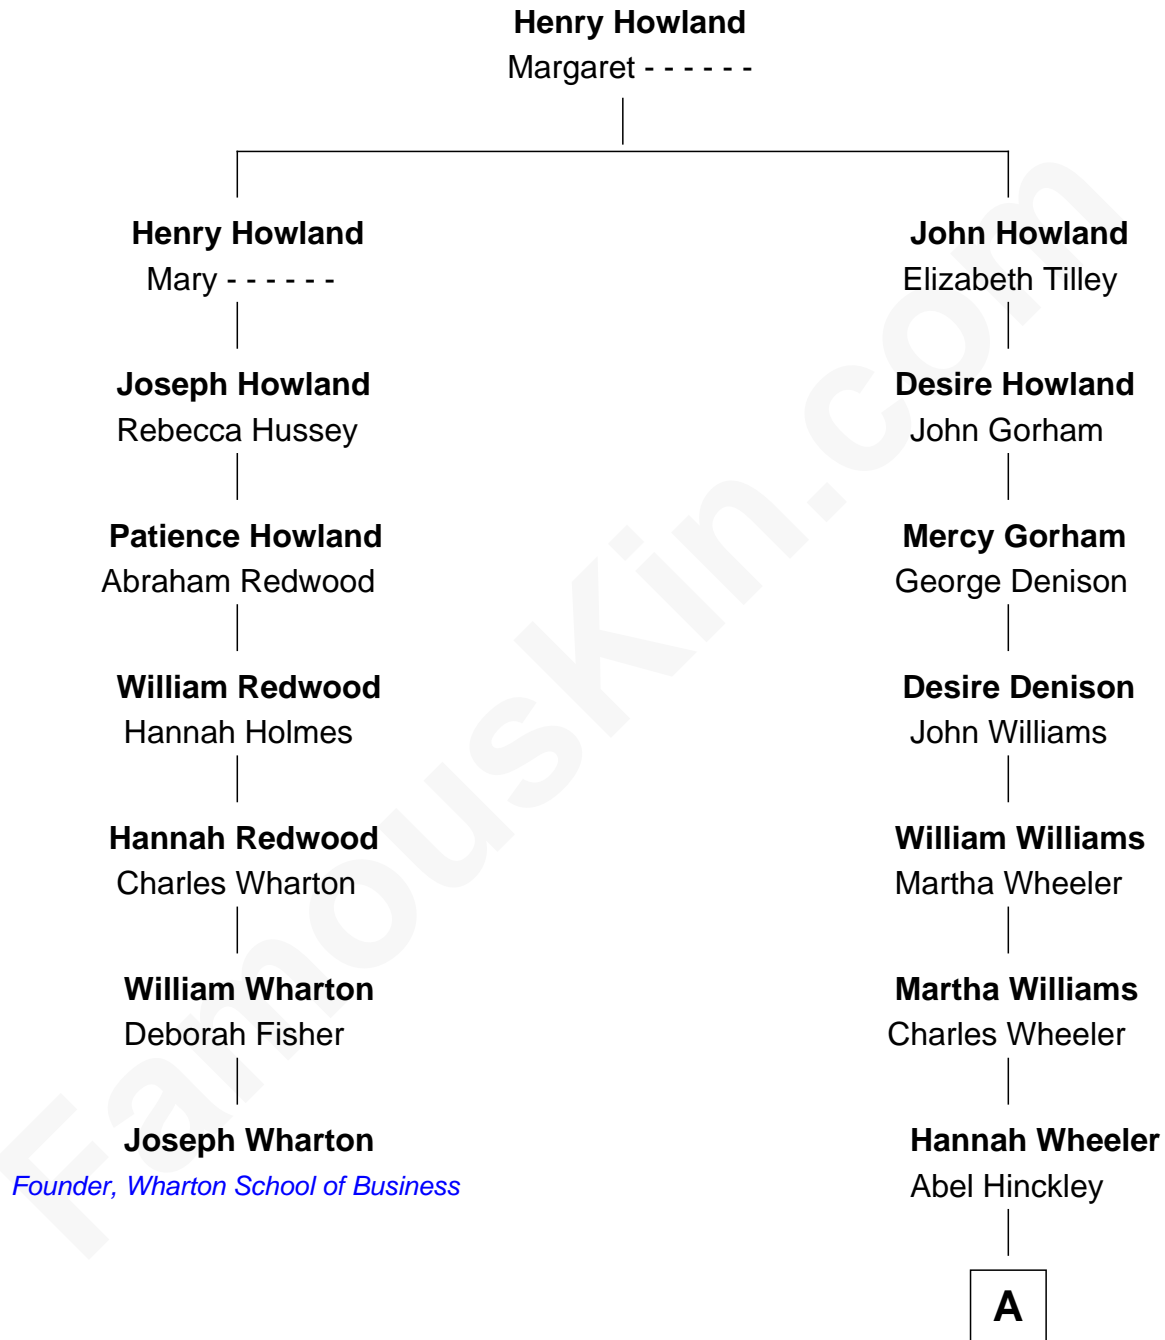 Henry Howland
Margaret - - - - - -
Henry Howland
Mary - - - - - -
John Howland
Elizabeth Tilley
Joseph Howland
Rebecca Hussey
Desire Howland
John Gorham
Patience Howland
Abraham Redwood
Mercy Gorham
George Denison
William Redwood
Hannah Holmes
Desire Denison
John Williams
Hannah Redwood
Charles Wharton
William Williams
Martha Wheeler
William Wharton
Deborah Fisher
Martha Williams
Charles Wheeler
Joseph Wharton
Founder, Wharton School of Business
Hannah Wheeler
Abel Hinckley
A
FamousKin.com